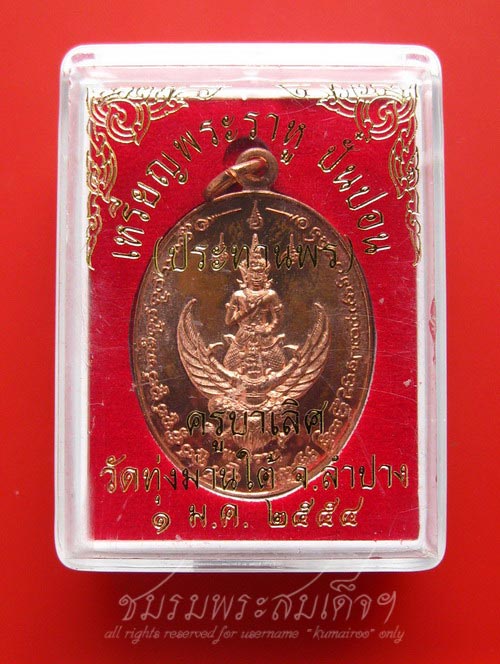 เหรียญพระราหู ปันปอน
(ประทานพร)
ครูบาเลิศ
วัดทุ่งม่านใต้ จ.ลำปาง
๑ ม.ค. ๒๕๕๔
ชมรมพระสมเด็จฯ
all rights reserved for username "kumairoo" only